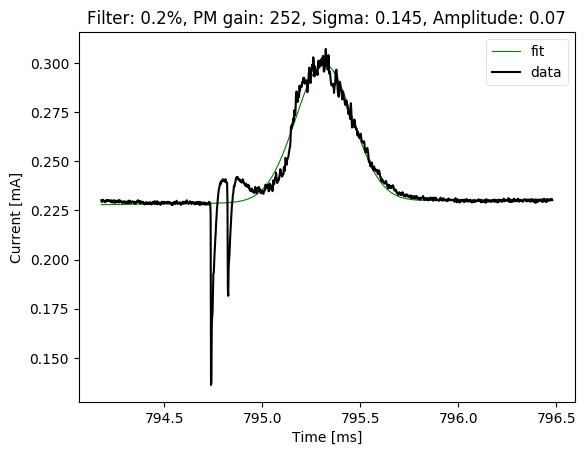 Filter: 0.2%, PM gain: 252, Sigma: 0.145, Amplitude: 0.07
fit
data
0.300
0.275
0.250
0.225
0.200
0.175
0.150
Current [mA]
794.5 795.0 795.5 796.0 796.5
Time [ms]